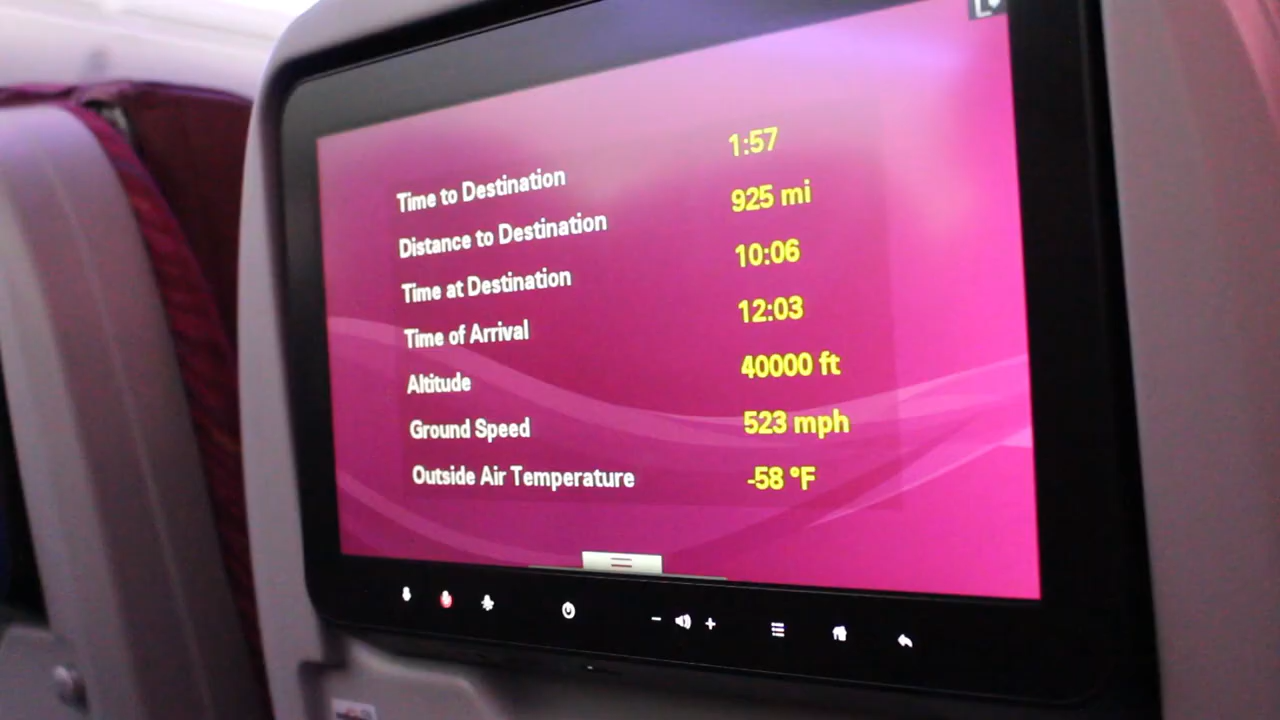 Time to Destination 1:57
Distance to Destination 925 mi
Time at Destination 10:06
Time of Arrival 12:03
Altitude 40000 ft
Ground Speed 523 mph
Outside Air Temperature -58 °F